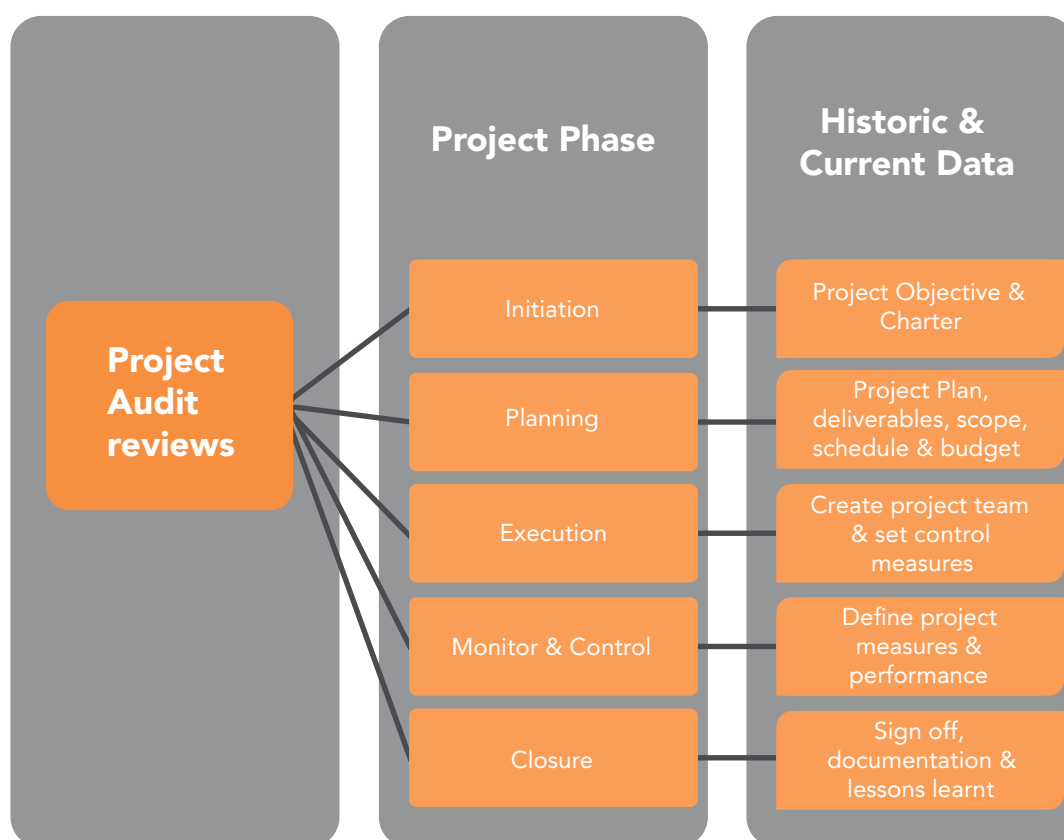 Project
Audit
reviews
Project Phase
Initiation
Planning
Execution
Monitor & Control
Closure
Historic &
Current Data
Project Objective &
Charter
Project Plan,
deliverables, scope,
schedule & budget
Create project team
& set control
measures
Define project
measures &
performance
Sign off,
documentation &
lessons learnt